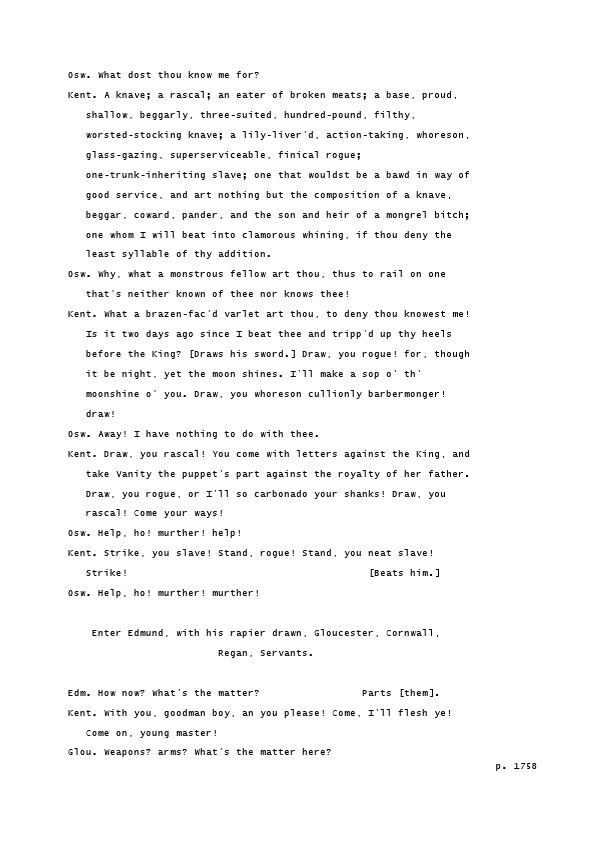 Osw. What dost thou know me for?
Kent. A knave; a rascal; an eater of broken meats; a base, proud,
shallow, beggarly, three-suited, hundred-pound, filthy,
worsted-stocking knave; a lily-liver'd, action-taking, whoreson,
glass-gazing, superserviceable, finical rogue;
one-trunk-inheriting slave; one that wouldst be a bawd in way of
good service, and art nothing but the composition of a knave,
beggar, coward, pander, and the son and heir of a mongrel bitch;
one whom I will beat into clamorous whining, if thou deny the
least syllable of thy addition.
Osw. Why, what a monstrous fellow art thou, thus to rail on one
that's neither known of thee nor knows thee!
Kent. What a brazen-fac'd varlet art thou, to deny thou knowest me!
Is it two days ago since I beat thee and tripp'd up thy heels
before the King? [Draws his sword.] Draw, you rogue! for, though
it be night, yet the moon shines. I'll make a sop o' th'
moonshine o' you. Draw, you whoreson cullionly barbermonger!
draw!
Osw. Away! I have nothing to do with thee.
Kent. Draw, you rascal! You come with letters against the King, and
take Vanity the puppet's part against the royalty of her father.
Draw, you rogue, or I'll so carbonado your shanks! Draw, you
rascal! Come your ways!
Osw. Help, ho! murther! help!
Kent. Strike, you slave! Stand, rogue! Stand, you neat slave!
Strike! [Beats him.]
Osw. Help, ho! murther! murther!
Enter Edmund, with his rapier drawn, Gloucester, Cornwall,
Regan, Servants.
Edm. How now? What's the matter? Parts [them].
Kent. With you, goodman boy, an you please! Come, I'll flesh ye!
Come on, young master!
Glou. Weapons? arms? What's the matter here?
p. 1758